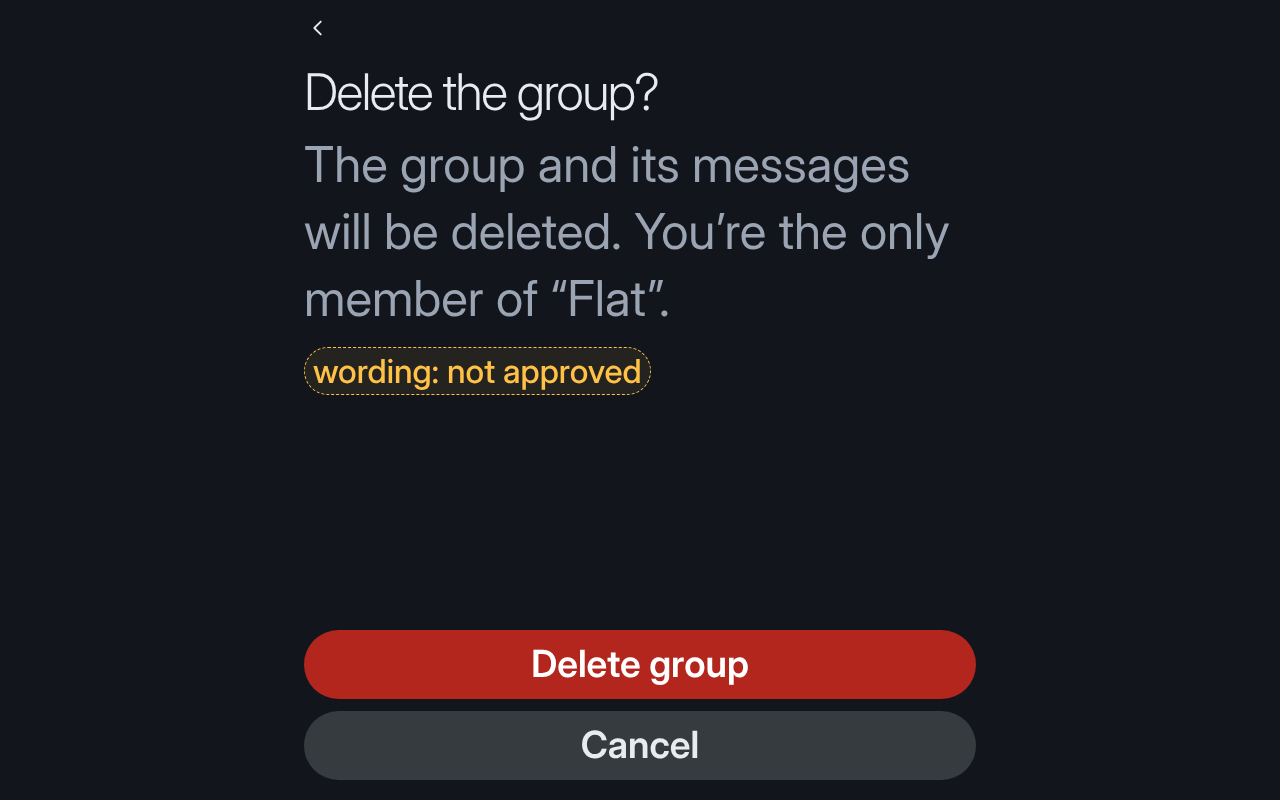 Delete the group?
The group and its messages
will be deleted. You’re the only
member of “Flat”.
wording: not approved
Delete group
Cancel